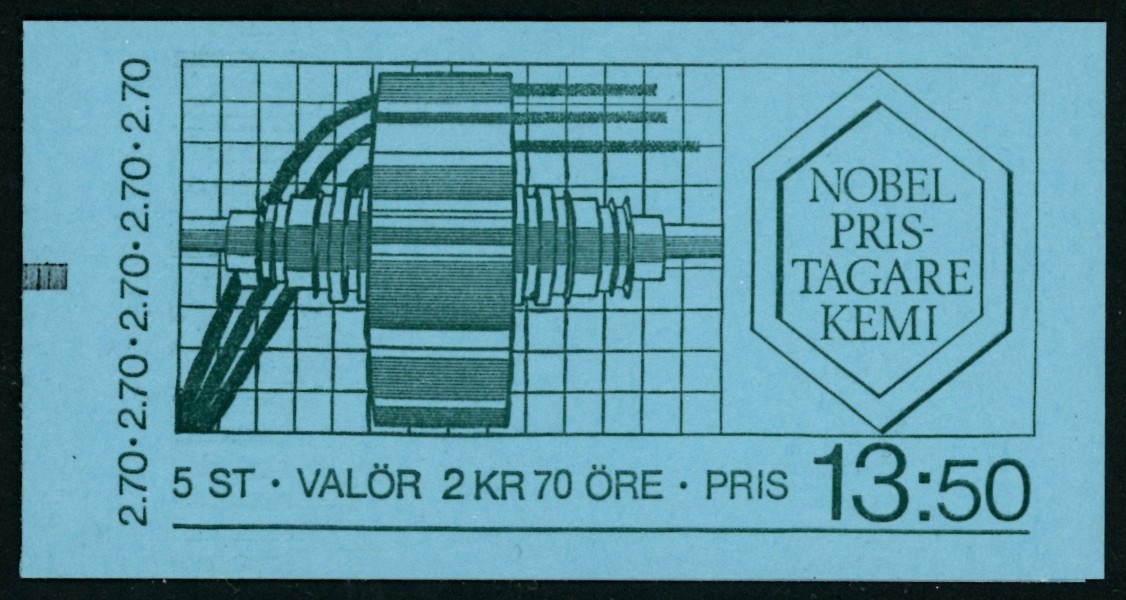 2.70•2.70•2.70•2.70•2.70
NOBEL
PRIS-
TAGARE
KEMI
5 ST • VALÖR 2 KR 70 ÖRE • PRIS 13:50